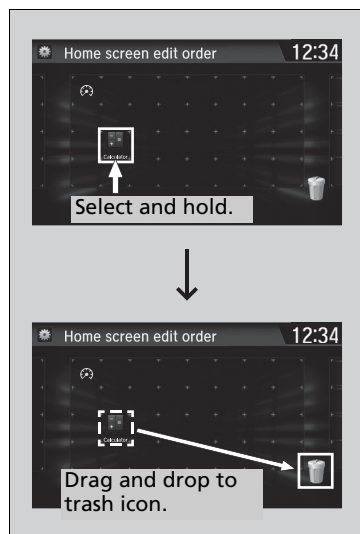 Home screen edit order 12:34
Calculator
Select and hold.
Home screen edit order 12:34
Calculator
Drag and drop to
trash icon.